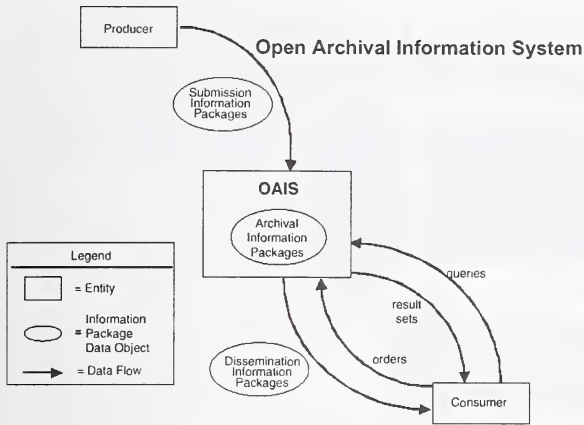 Producer
Open Archival Information System
Submission
Information
Packages
OAIS
Archival
Information
Packages
Legend
= Entity
Information
= Package
Data Object
= Data Flow
queries
result
sets
orders
Dissemination
Information
Packages
Consumer